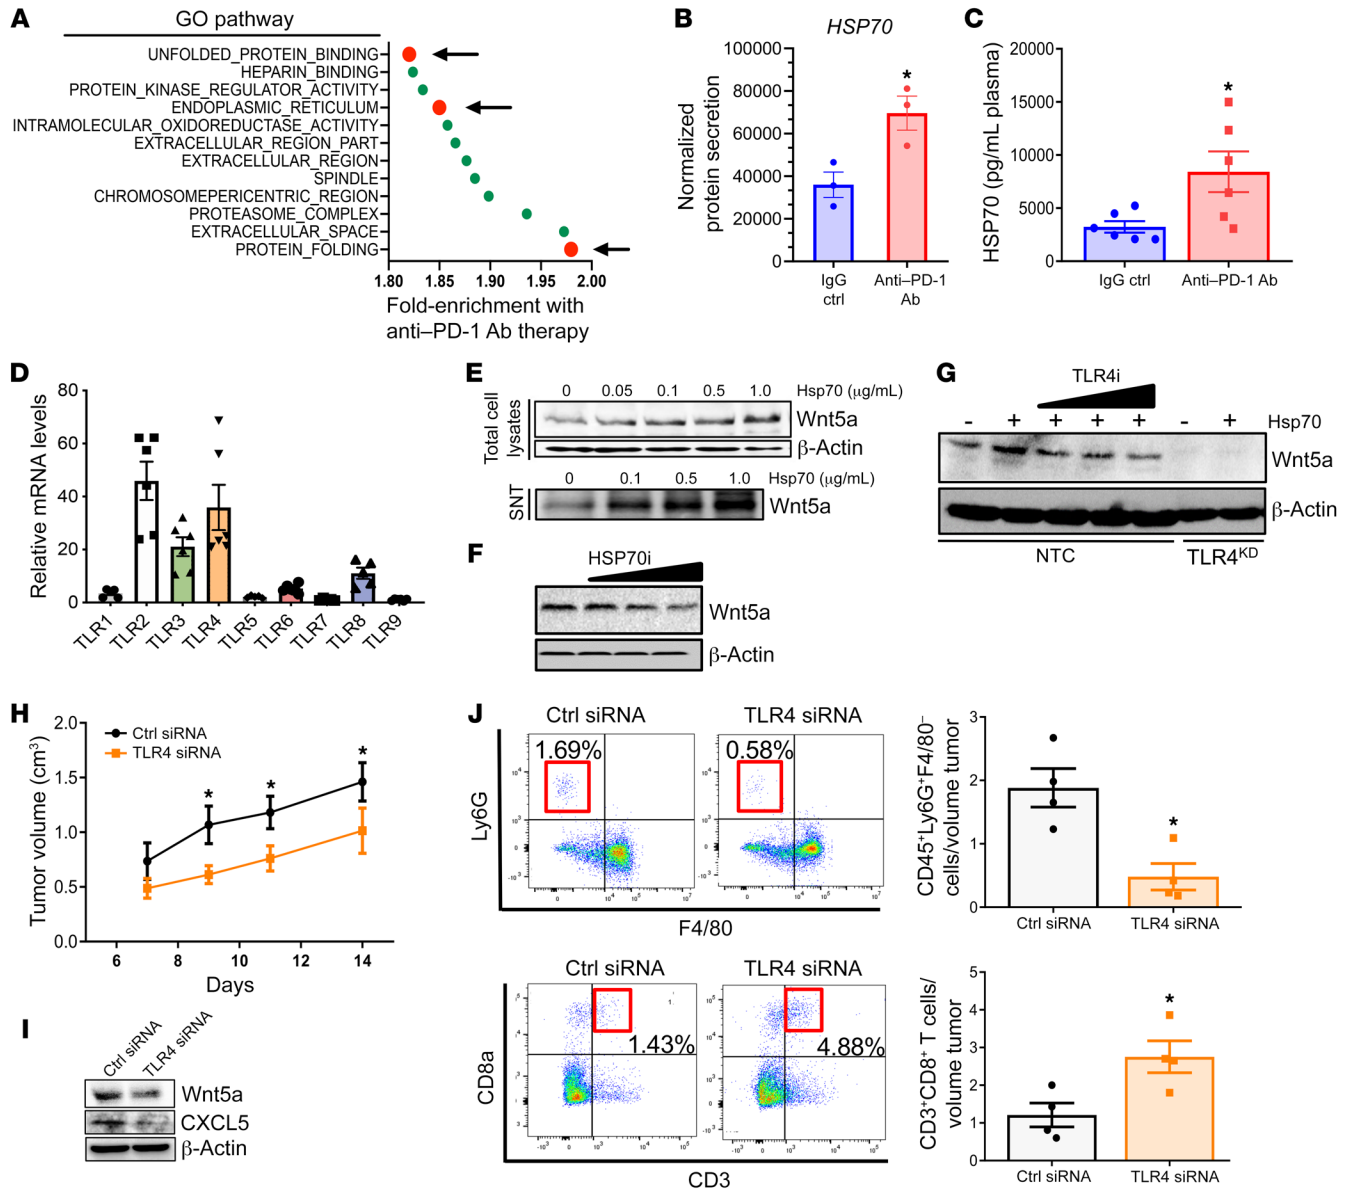 A
GO pathway
UNFOLDED_PROTEIN_BINDING
HEPARIN_BINDING
PROTEIN_KINASE_REGULATOR_ACTIVITY
ENDOPLASMIC_RETICULUM
INTRAMOLECULAR_OXIDOREDUCTASE_ACTIVITY
EXTRACELLULAR_REGION_PART
EXTRACELLULAR_REGION
SPINDLE
CHROMOSOMEPERICENTRIC_REGION
PROTEASOME_COMPLEX
EXTRACELLULAR_SPACE
PROTEIN_FOLDING
1.80 1.85 1.90 1.95 2.00
Fold-enrichment with
anti–PD-1 Ab therapy
B
HSP70
Normalized
protein secretion
100000
80000
60000
40000
20000
0
*
IgG
ctrl
Anti–PD-1
Ab
C
HSP70 (pg/mL plasma)
20000
15000
10000
5000
0
*
IgG ctrl
Anti–PD-1 Ab
D
Relative mRNA levels
80
60
40
20
0
TLR1
TLR2
TLR3
TLR4
TLR5
TLR6
TLR7
TLR8
TLR9
E
Total cell
lysates
0 0.05 0.1 0.5 1.0 Hsp70 (μg/mL)
Wnt5a
β-Actin
SNT
0 0.1 0.5 1.0 Hsp70 (μg/mL)
Wnt5a
F
HSP70i
Wnt5a
β-Actin
G
TLR4i
- + + + + - + Hsp70
Wnt5a
β-Actin
NTC
TLR4KD
H
Tumor volume (cm³)
2.0
1.5
1.0
0.5
0.0
Ctrl siRNA
TLR4 siRNA
* * *
6 8 10 12 14
Days
I
Ctrl siRNA
TLR4 siRNA
Wnt5a
CXCL5
β-Actin
J
Ctrl siRNA
TLR4 siRNA
1.69%
0.58%
Ly6G
F4/80
CD45⁺Ly6G⁺F4/80⁻
cells/volume tumor
3
2
1
0
*
Ctrl siRNA
TLR4 siRNA
Ctrl siRNA
TLR4 siRNA
1.43%
4.88%
CD8a
CD3
CD3⁺CD8⁺ T cells/
volume tumor
5
4
3
2
1
0
*
Ctrl siRNA
TLR4 siRNA